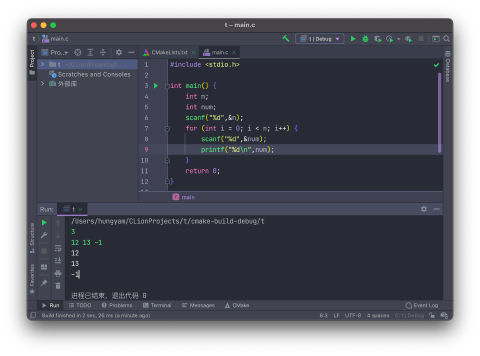 t – main.c
t
main.c
t | Debug
Project
Pro...
CMakeLists.txt
main.c
Database
t ~/CLionProjects/t
Scratches and Consoles
外部库
1 #include <stdio.h>
2
3 int main() {
4 int n;
5 int num;
6 scanf("%d",&n);
7 for (int i = 0; i < n; i++) {
8 scanf("%d",&num);
9 printf("%d\n",num);
10 }
11 return 0;
12 }
main
Run: t
/Users/hungyam/CLionProjects/t/cmake-build-debug/t
3
12 13 -1
12
13
-1
进程已结束，退出代码 0
Structure
Favorites
Run
TODO
Problems
Terminal
Messages
CMake
Event Log
Build finished in 2 sec, 26 ms (a minute ago)
9:28 LF UTF-8 4 spaces C: t | Debug